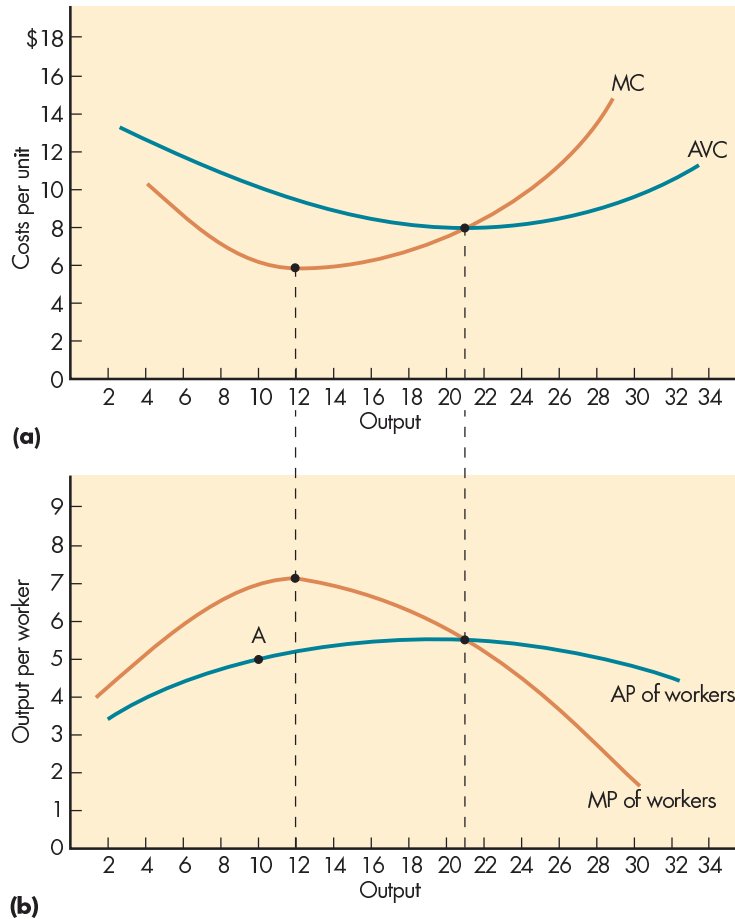 $18
16
14
12
10
8
6
4
2
0
Costs per unit
MC
AVC
2 4 6 8 10 12 14 16 18 20 22 24 26 28 30 32 34
Output
(a)
9
8
7
6
5
4
3
2
1
0
Output per worker
A
AP of workers
MP of workers
2 4 6 8 10 12 14 16 18 20 22 24 26 28 30 32 34
Output
(b)